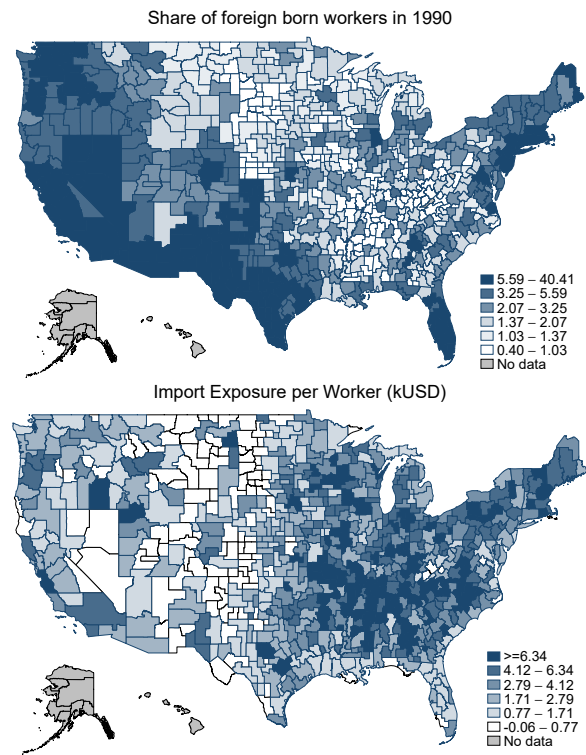 Share of foreign born workers in 1990
5.59 – 40.41
3.25 – 5.59
2.07 – 3.25
1.37 – 2.07
1.03 – 1.37
0.40 – 1.03
No data
Import Exposure per Worker (kUSD)
>=6.34
4.12 – 6.34
2.79 – 4.12
1.71 – 2.79
0.77 – 1.71
-0.06 – 0.77
No data